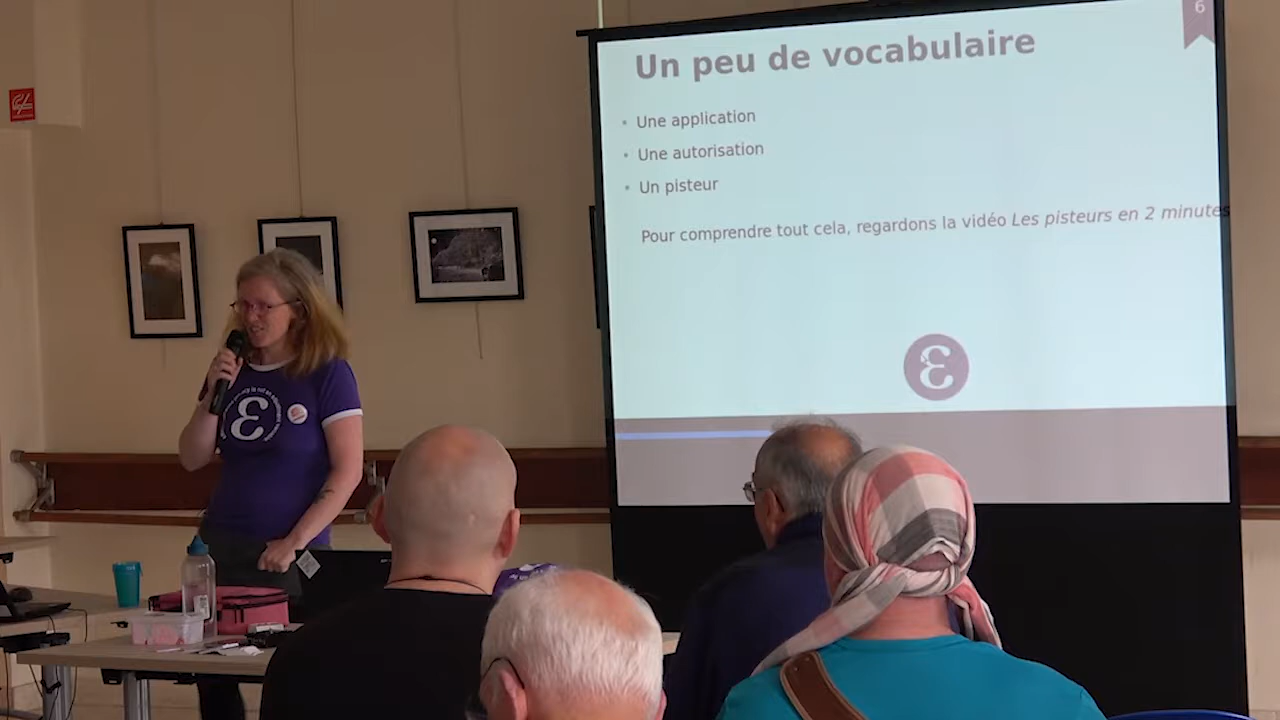 6
Un peu de vocabulaire
Une application
Une autorisation
Un pisteur
Pour comprendre tout cela, regardons la vidéo Les pisteurs en 2 minutes
ε
ε